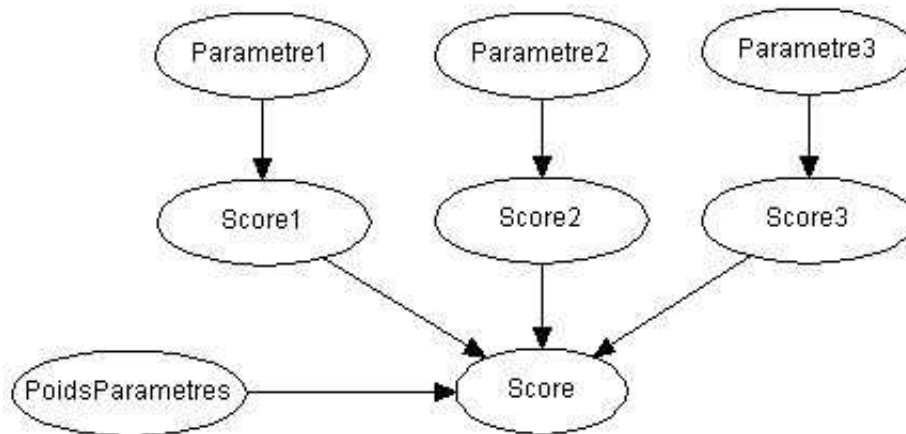 Parametre1
Parametre2
Parametre3
Score1
Score2
Score3
PoidsParametres
Score